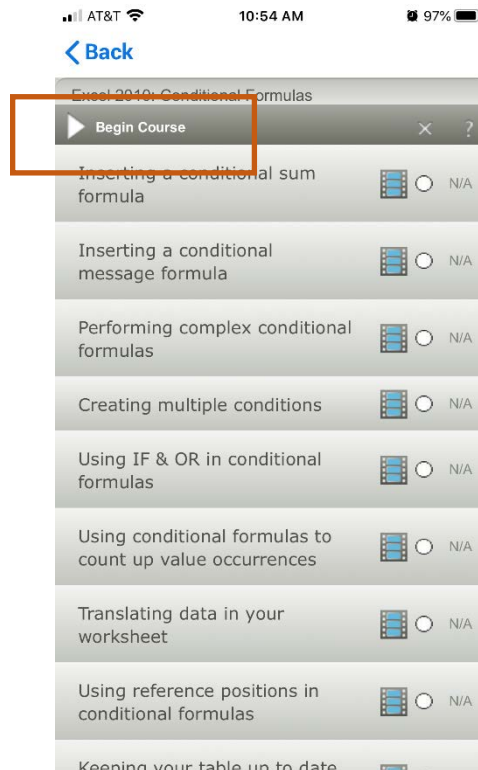 AT&T
10:54 AM
97%
Back
Excel 2010: Conditional Formulas
Begin Course
×
?
Inserting a conditional sum
formula
N/A
Inserting a conditional
message formula
N/A
Performing complex conditional
formulas
N/A
Creating multiple conditions
N/A
Using IF & OR in conditional
formulas
N/A
Using conditional formulas to
count up value occurrences
N/A
Translating data in your
worksheet
N/A
Using reference positions in
conditional formulas
N/A
Keeping your table up to date